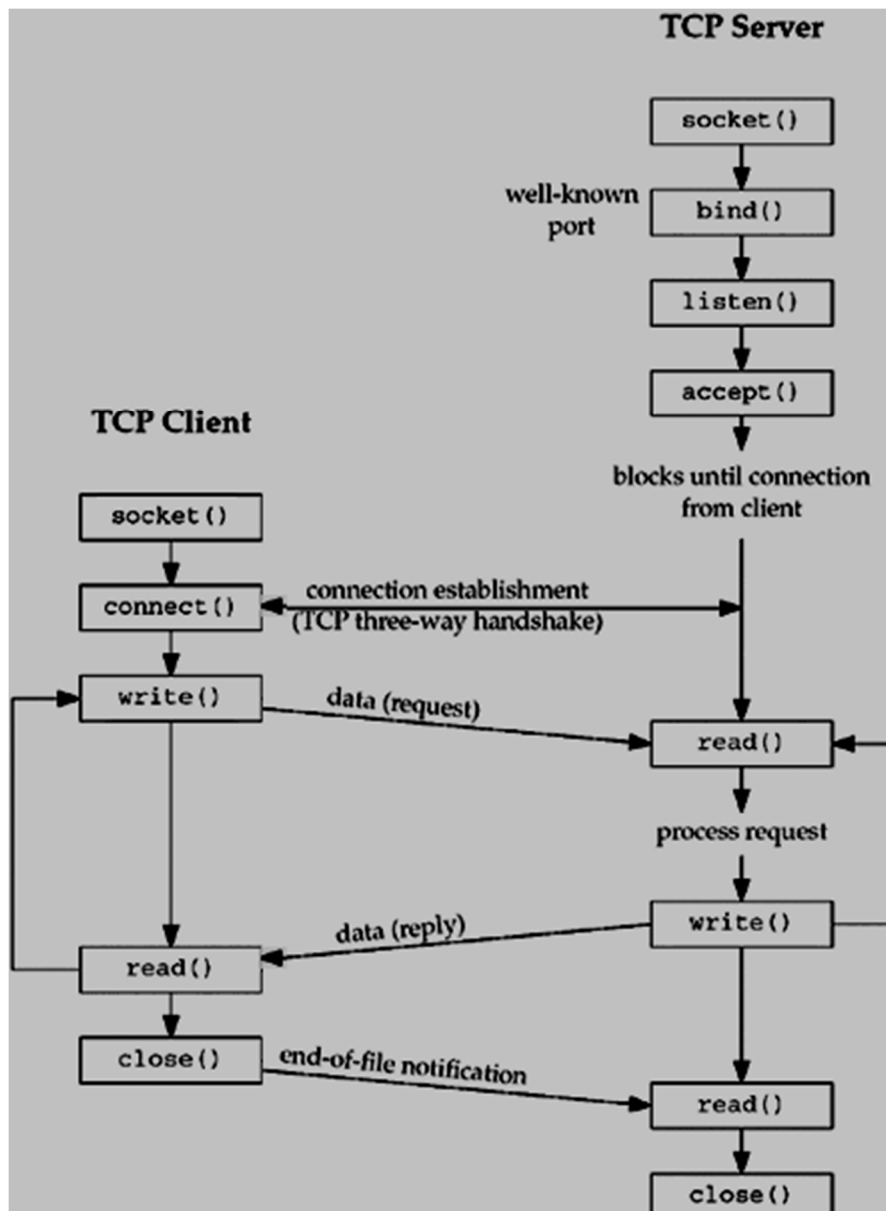 TCP Server
socket()
well-known
port
bind()
listen()
accept()
TCP Client
blocks until connection
from client
socket()
connect()
connection establishment
(TCP three-way handshake)
write()
data (request)
read()
process request
write()
data (reply)
read()
close()
end-of-file notification
read()
close()